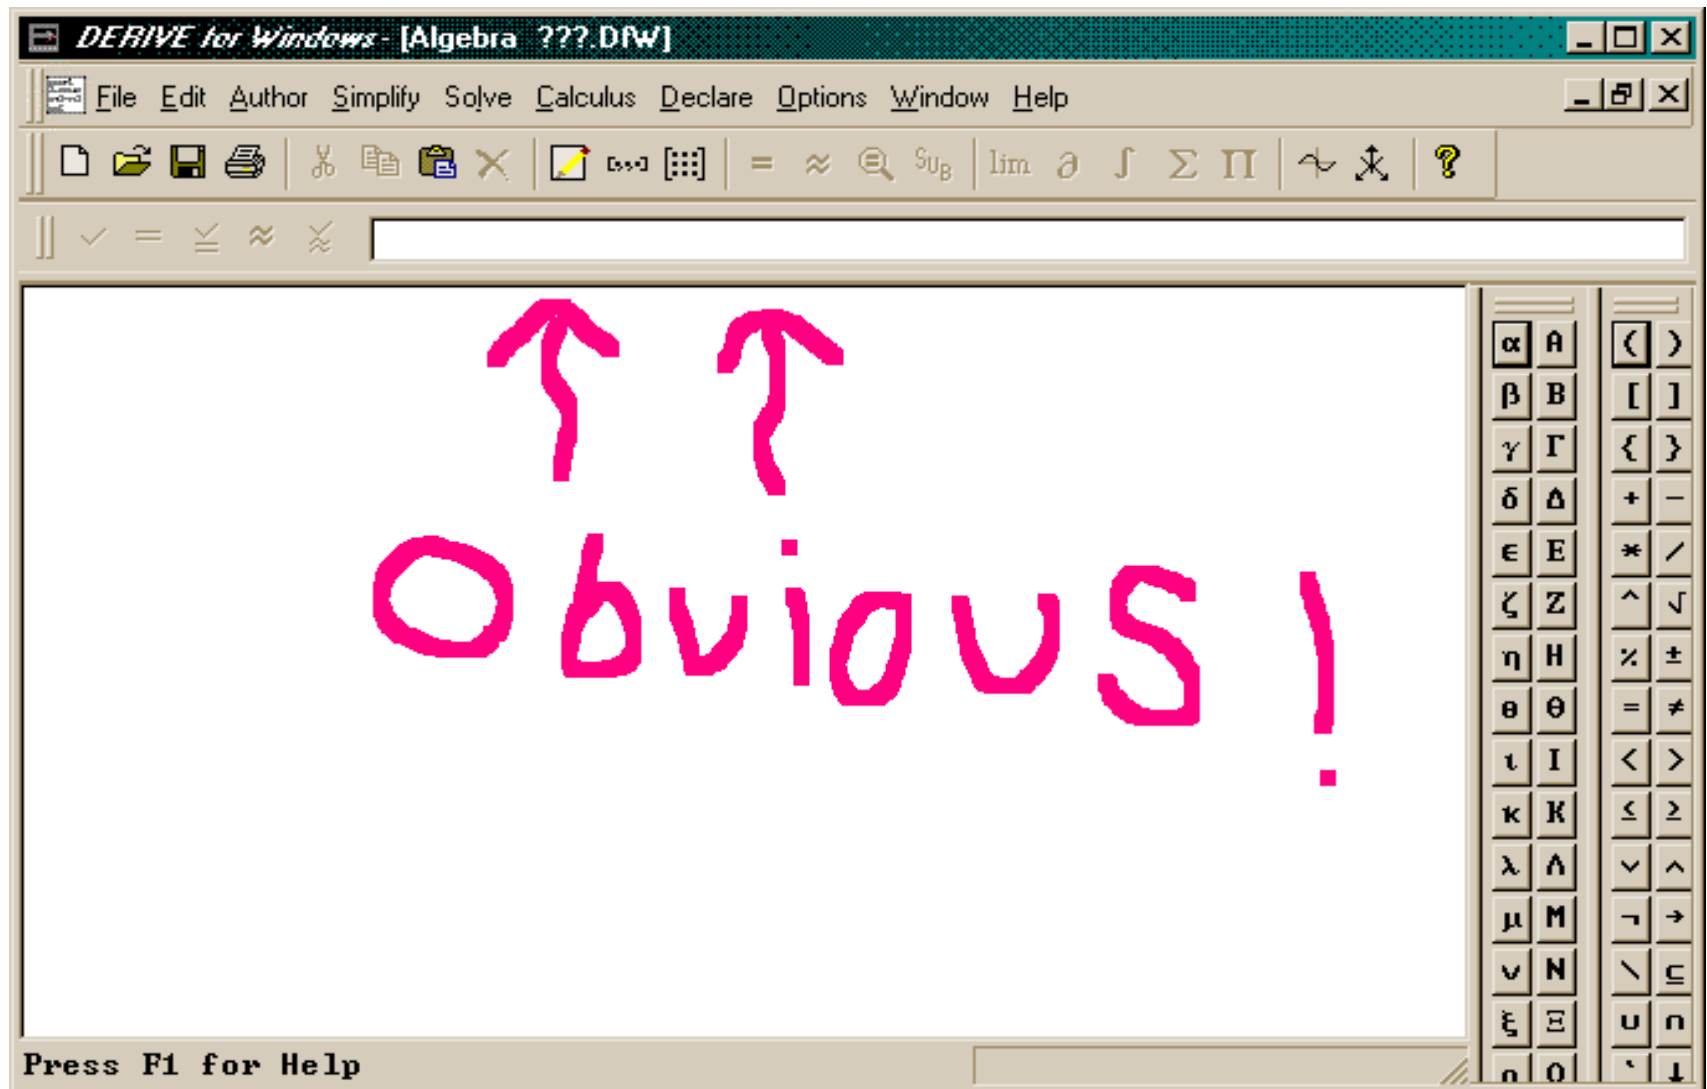 DERIVE for Windows - [Algebra ???.DfW]
File Edit Author Simplify Solve Calculus Declare Options Window Help
= ≈ SUB lim ∂ ∫ Σ Π ?
= ≈
Obvious!
α Α ( )
β Β [ ]
γ Γ { }
δ Δ + −
ϵ Ε * /
ζ Ζ ^ √
η Η % ±
θ Θ = ≠
ι Ι < >
κ Κ ≤ ≥
λ Λ ∨ ∧
μ Μ ¬ →
ν Ν \ ⊆
ξ Ξ ∪ ∩
ο Ο ` ↓
Press F1 for Help